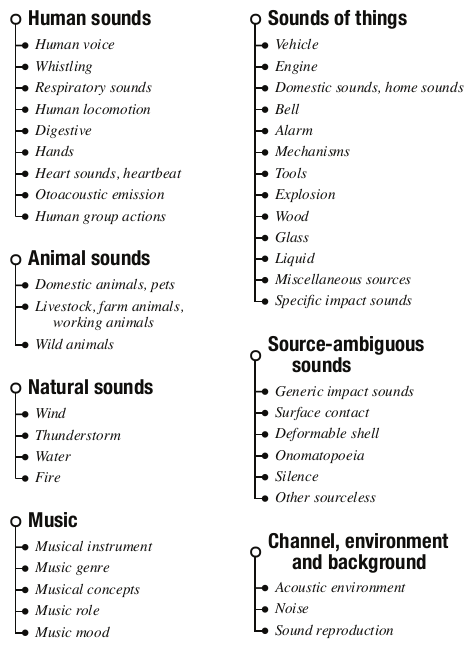 Human sounds
Human voice
Whistling
Respiratory sounds
Human locomotion
Digestive
Hands
Heart sounds, heartbeat
Otoacoustic emission
Human group actions
Animal sounds
Domestic animals, pets
Livestock, farm animals,
working animals
Wild animals
Natural sounds
Wind
Thunderstorm
Water
Fire
Music
Musical instrument
Music genre
Musical concepts
Music role
Music mood
Sounds of things
Vehicle
Engine
Domestic sounds, home sounds
Bell
Alarm
Mechanisms
Tools
Explosion
Wood
Glass
Liquid
Miscellaneous sources
Specific impact sounds
Source-ambiguous
sounds
Generic impact sounds
Surface contact
Deformable shell
Onomatopoeia
Silence
Other sourceless
Channel, environment
and background
Acoustic environment
Noise
Sound reproduction